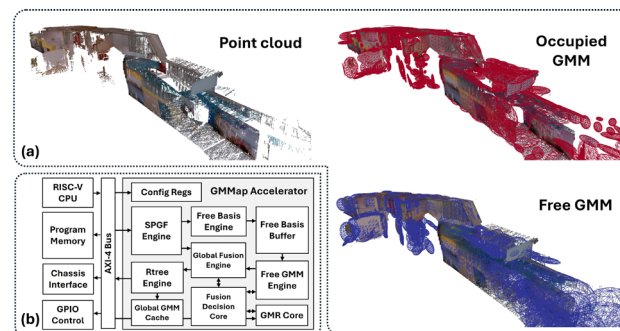 Point cloud
Occupied
GMM
(a)
RISC-V
CPU
Program
Memory
Chassis
Interface
GPIO
Control
AXI-4 Bus
Config Regs
GMMap Accelerator
SPGF
Engine
Free Basis
Engine
Free Basis
Buffer
Global Fusion
Engine
Rtree
Engine
Free GMM
Engine
Global GMM
Cache
Fusion
Decision
Core
GMR Core
(b)
Free GMM